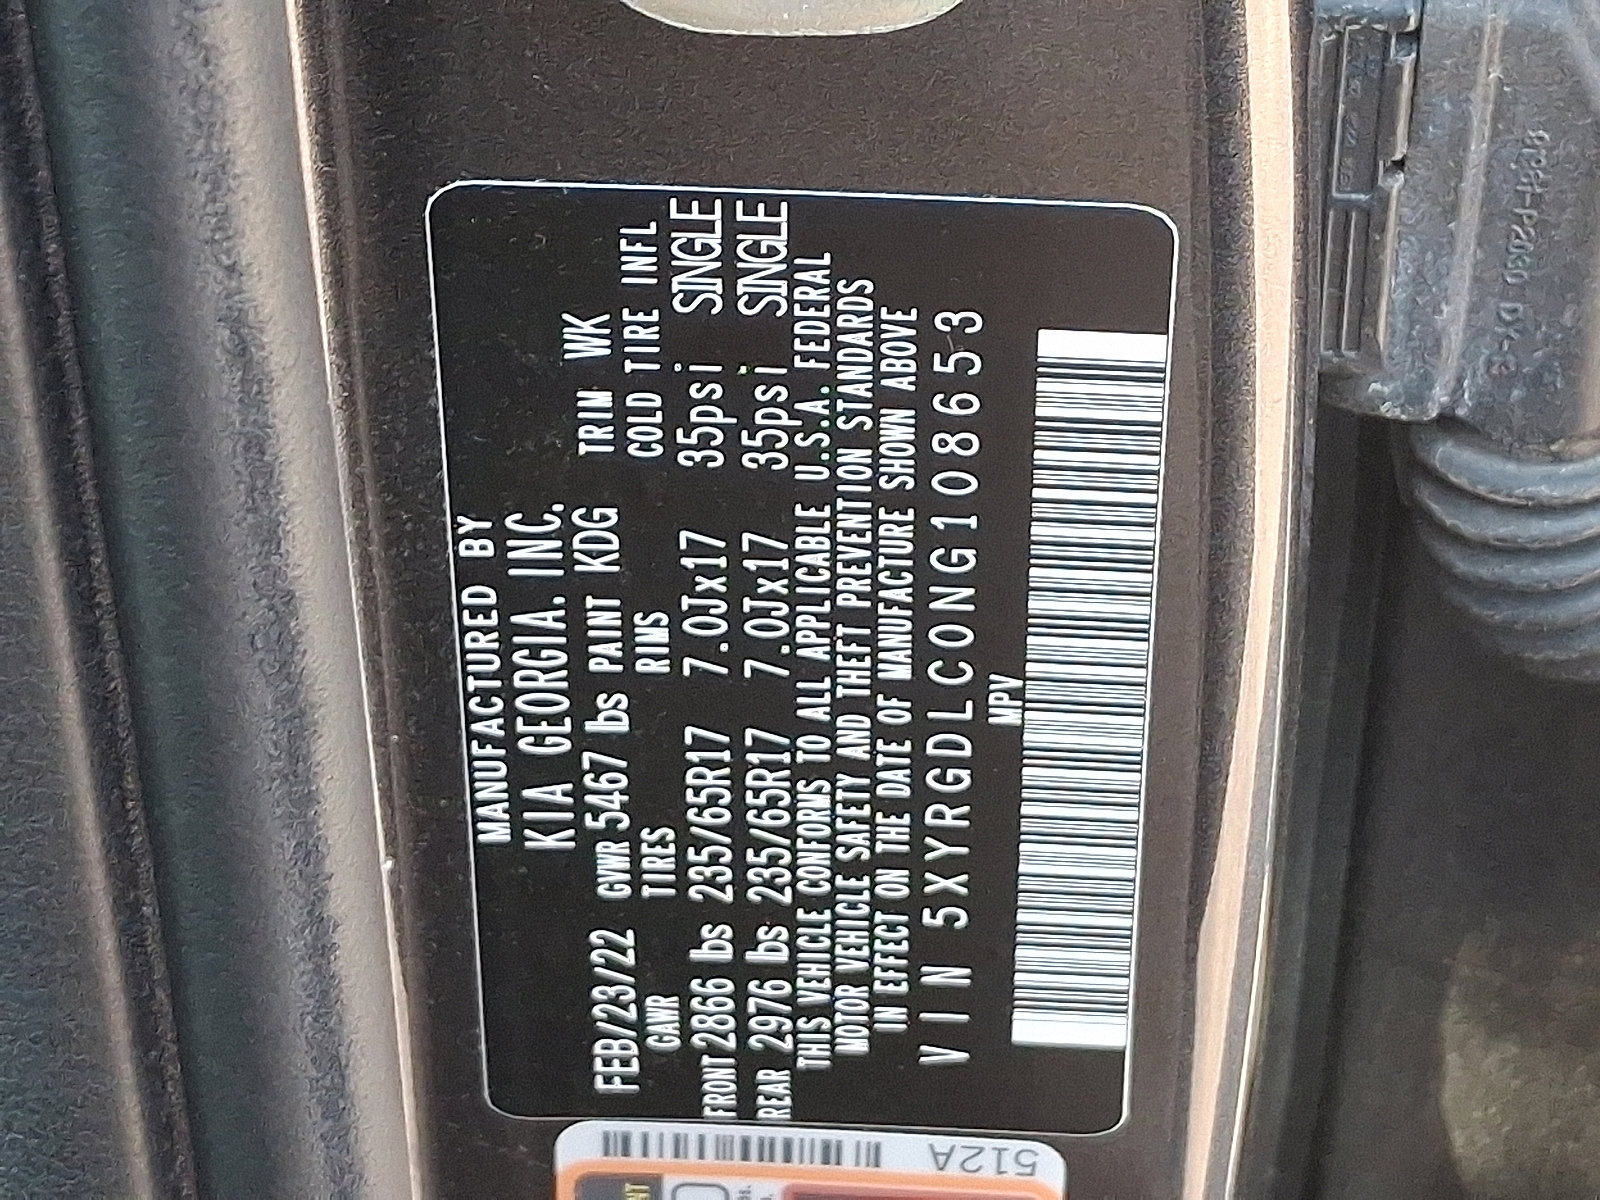 MANUFACTURED BY
KIA GEORGIA. INC.
FEB/23/22 GVWR 5467 lbs PAINT KDG TRIM WK
GAWR TIRES RIMS COLD TIRE INFL
FRONT 2866 lbs 235/65R17 7.0Jx17 35psi SINGLE
REAR 2976 lbs 235/65R17 7.0Jx17 35psi SINGLE
THIS VEHICLE CONFORMS TO ALL APPLICABLE U.S.A. FEDERAL
MOTOR VEHICLE SAFETY AND THEFT PREVENTION STANDARDS
IN EFFECT ON THE DATE OF MANUFACTURE SHOWN ABOVE
VIN 5XYRGDLC0NG108653
MPV
512A